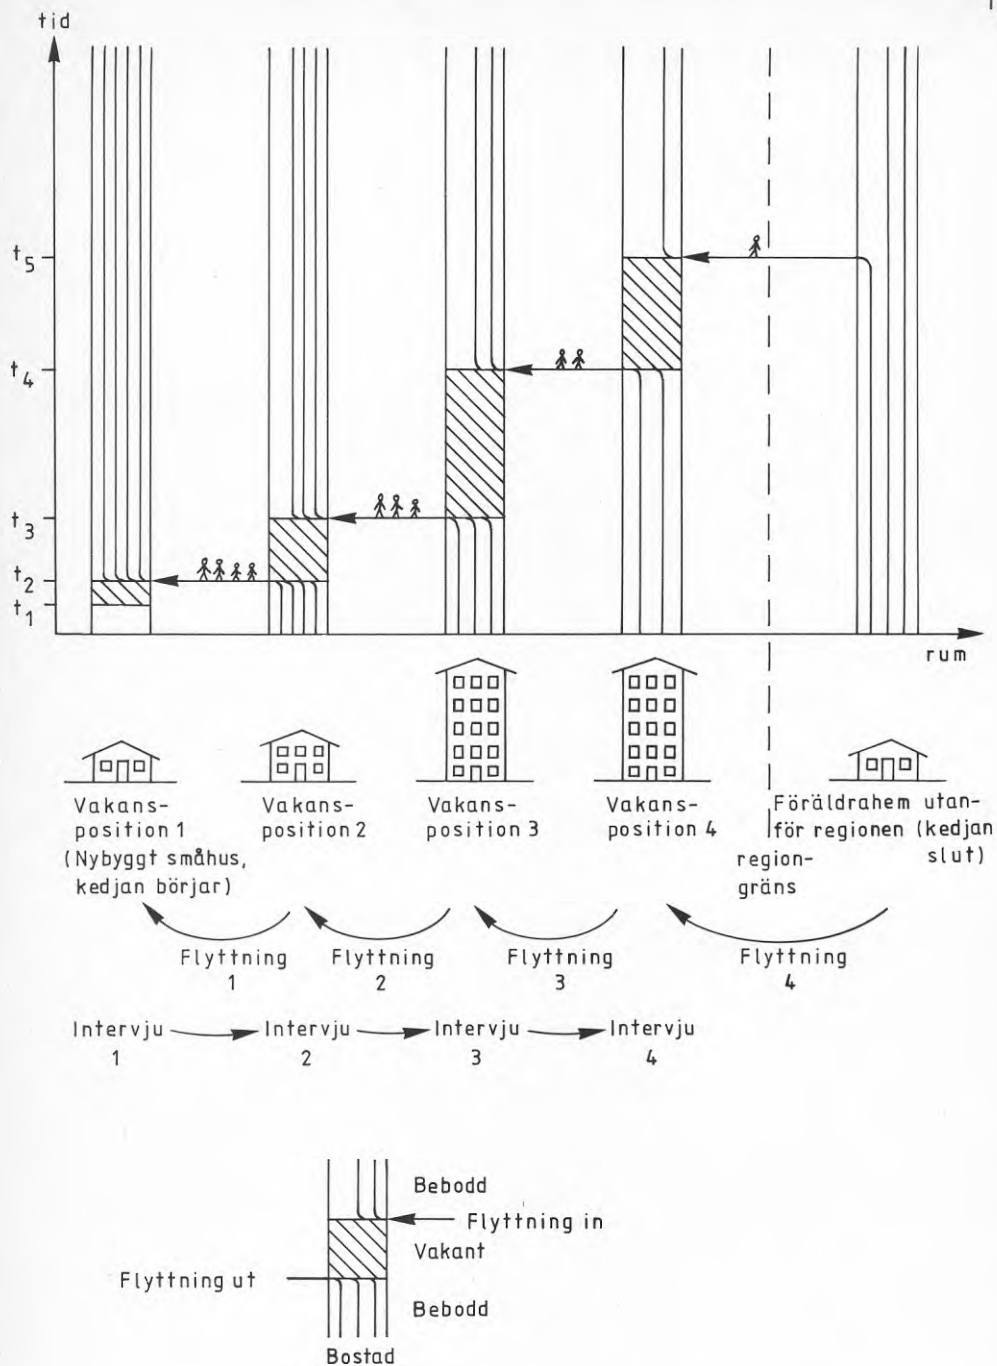 tid
t5
t4
t3
t2
t1
rum
Vakans-
position 1
(Nybyggt småhus,
kedjan börjar)
Vakans-
position 2
Vakans-
position 3
Vakans-
position 4
region-
gräns
Föräldrahem utan-
för regionen (kedjan
slut)
Flyttning
1
Flyttning
2
Flyttning
3
Flyttning
4
Intervju
1
Intervju
2
Intervju
3
Intervju
4
Bebodd
Flyttning in
Vakant
Flyttning ut
Bebodd
Bostad